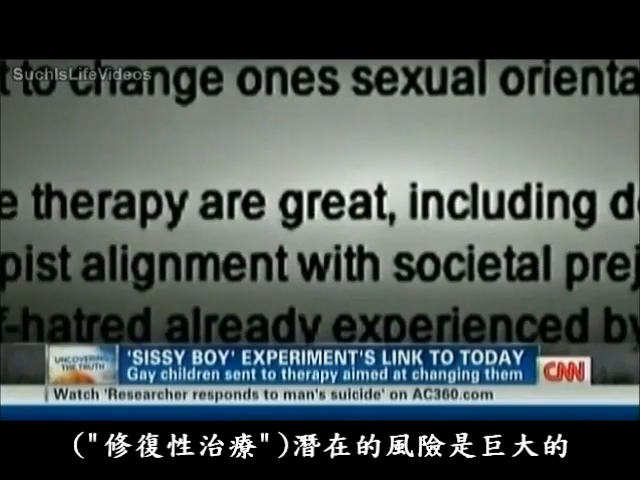 SuchIsLifeVideos
t to change ones sexual orienta
e therapy are great, including d
pist alignment with societal prej
f-hatred already experienced by
UNCOVERING THE TRUTH
'SISSY BOY' EXPERIMENT'S LINK TO TODAY
Gay children sent to therapy aimed at changing them
CNN
Watch 'Researcher responds to man's suicide' on AC360.com
("修復性治療")潛在的風險是巨大的